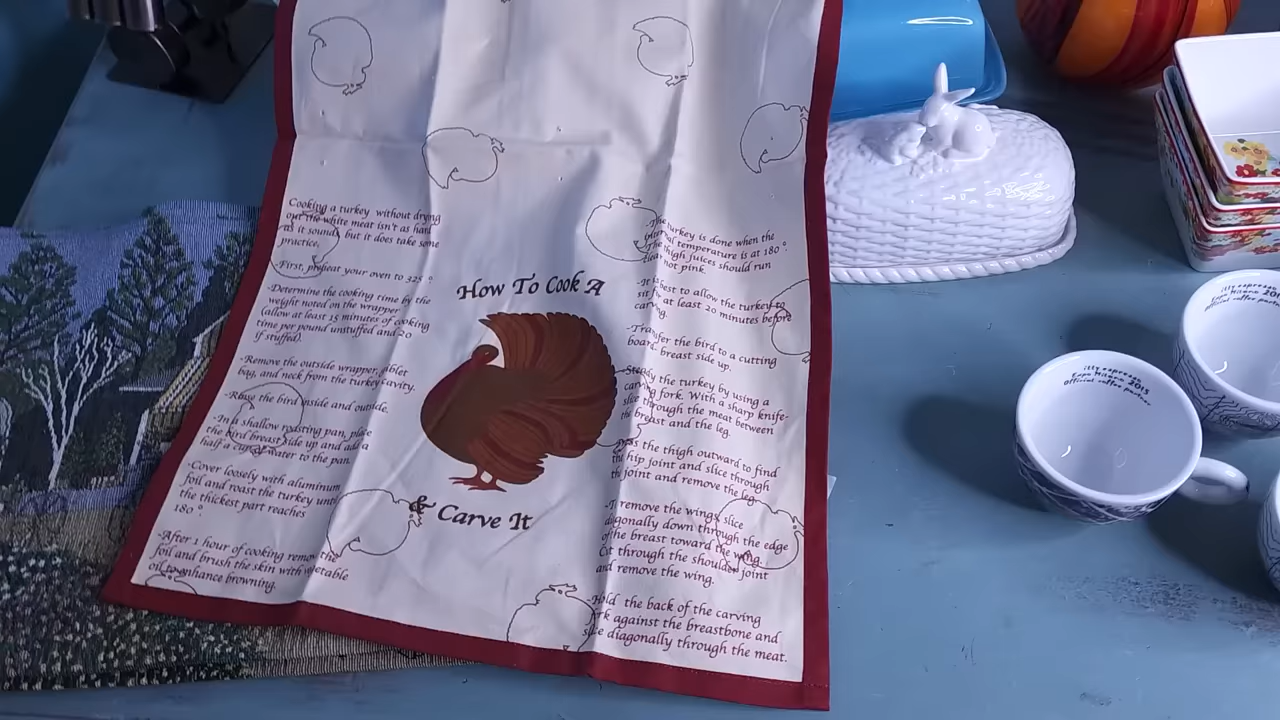 Cooking a turkey without drying
out the white meat isn't as hard
as it sounds, but it does take some
practice.
-First, preheat your oven to 325 °
-Determine the cooking time by the
weight noted on the wrapper
(allow at least 15 minutes of cooking
time per pound unstuffed and 20
if stuffed).
-Remove the outside wrapper, giblet
bag, and neck from the turkey cavity.
-Rinse the bird inside and outside.
-In a shallow roasting pan, place
the bird breast side up and add a
half a cup of water to the pan.
-Cover loosely with aluminum
foil and roast the turkey until
the thickest part reaches
180 °.
-After 1 hour of cooking remove the
foil and brush the skin with vegetable
oil to enhance browning.
How To Cook A
& Carve It
-The turkey is done when the
temperature is at 180 °.
The thigh juices should run
clear not pink.
-It is best to allow the turkey to
sit for at least 20 minutes before
carving.
-Transfer the bird to a cutting
board, breast side up.
-Steady the turkey by using a
carving fork. With a sharp knife-
slice through the meat between
the breast and the leg.
the thigh outward to find
the hip joint and slice through
the joint and remove the leg.
-To remove the wings slice
diagonally down through the edge
of the breast toward the wing.
Cut through the shoulder joint
and remove the wing.
-Hold the back of the carving
fork against the breastbone and
slice diagonally through the meat.
illy espresso
Expo Milano 2015
Official coffee partner
illy espresso
Expo Milano 20
official coffee par